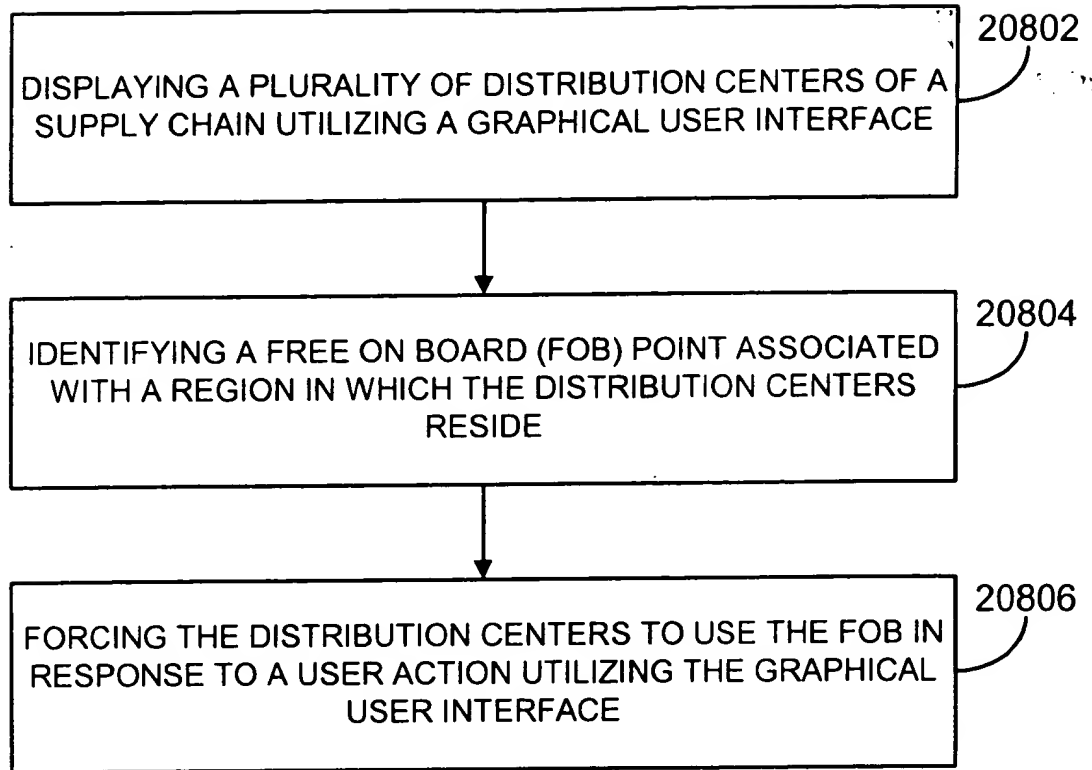 20802
DISPLAYING A PLURALITY OF DISTRIBUTION CENTERS OF A
SUPPLY CHAIN UTILIZING A GRAPHICAL USER INTERFACE
20804
IDENTIFYING A FREE ON BOARD (FOB) POINT ASSOCIATED
WITH A REGION IN WHICH THE DISTRIBUTION CENTERS
RESIDE
20806
FORCING THE DISTRIBUTION CENTERS TO USE THE FOB IN
RESPONSE TO A USER ACTION UTILIZING THE GRAPHICAL
USER INTERFACE